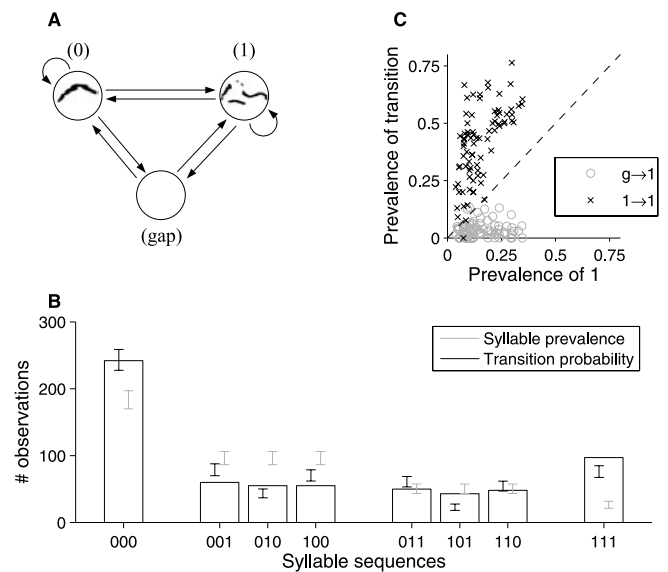 A
(0)
(1)
(gap)
C
Prevalence of transition
0.75
0.5
0.25
0
0
0.25
0.5
0.75
Prevalence of 1
g→1
1→1
B
# observations
300
200
100
0
Syllable prevalence
Transition probability
000 001 010 100 011 101 110 111
Syllable sequences